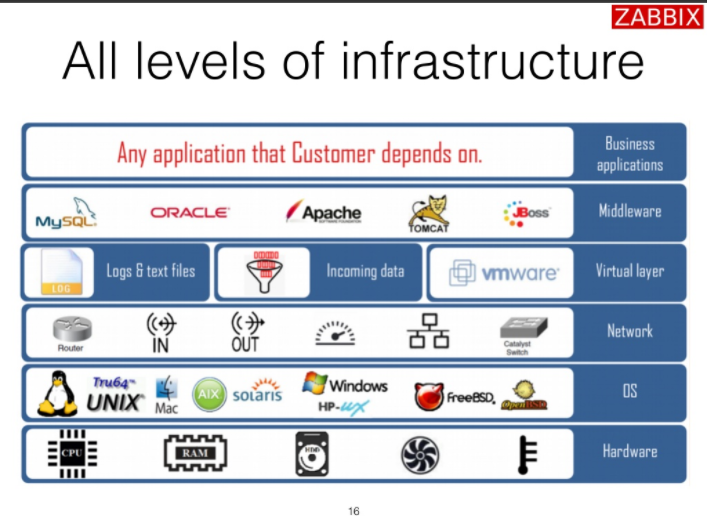 ZABBIX
All levels of infrastructure
Any application that Customer depends on.
Business
applications
MySQL
ORACLE
Apache
SOFTWARE FOUNDATION
TOMCAT
JBoss
Middleware
LOG
Logs & text files
Incoming data
vmware
Virtual layer
Router
IN
OUT
Catalyst
Switch
Network
Tru64
UNIX
Mac
AIX
solaris
Windows
HP-UX
FreeBSD
OpenBSD
OS
CPU
RAM
HDD
Hardware
16